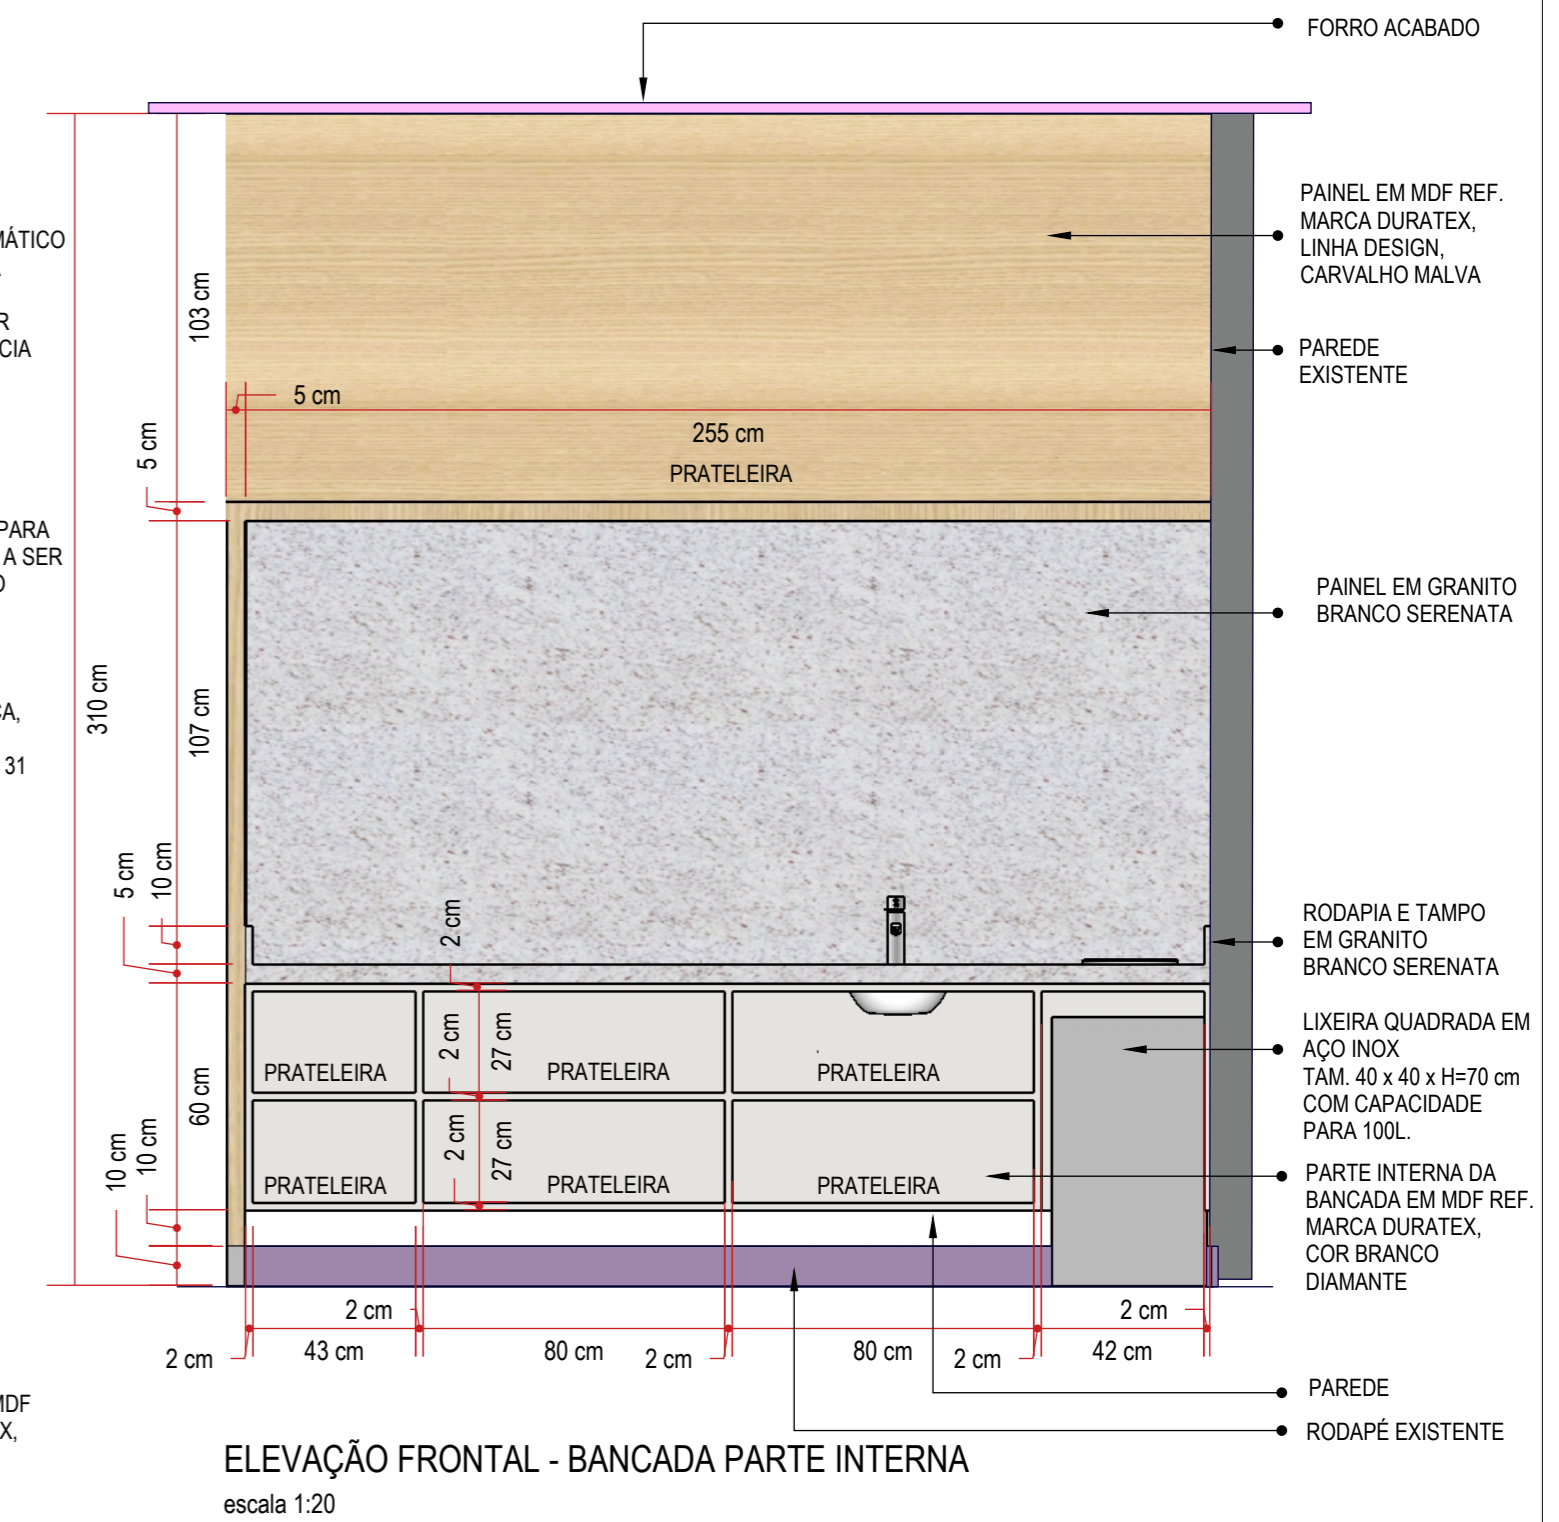 FORRO ACABADO
PAINEL EM MDF REF.
MARCA DURATEX,
LINHA DESIGN,
CARVALHO MALVA
PAREDE
EXISTENTE
PAINEL EM GRANITO
BRANCO SERENATA
RODAPIA E TAMPO
EM GRANITO
BRANCO SERENATA
LIXEIRA QUADRADA EM
AÇO INOX
TAM. 40 x 40 x H=70 cm
COM CAPACIDADE
PARA 100L.
PARTE INTERNA DA
BANCADA EM MDF REF.
MARCA DURATEX,
COR BRANCO
DIAMANTE
PAREDE
RODAPÉ EXISTENTE
MÁTICO
R
CIA
PARA
A SER
O
CA,
31
MDF
X,
310 cm
103 cm
5 cm
107 cm
10 cm
5 cm
60 cm
10 cm
10 cm
5 cm
255 cm
PRATELEIRA
2 cm
2 cm
27 cm
2 cm
27 cm
PRATELEIRA
PRATELEIRA
PRATELEIRA
PRATELEIRA
PRATELEIRA
PRATELEIRA
2 cm
43 cm
2 cm
80 cm
2 cm
80 cm
2 cm
42 cm
2 cm
ELEVAÇÃO FRONTAL - BANCADA PARTE INTERNA
escala 1:20